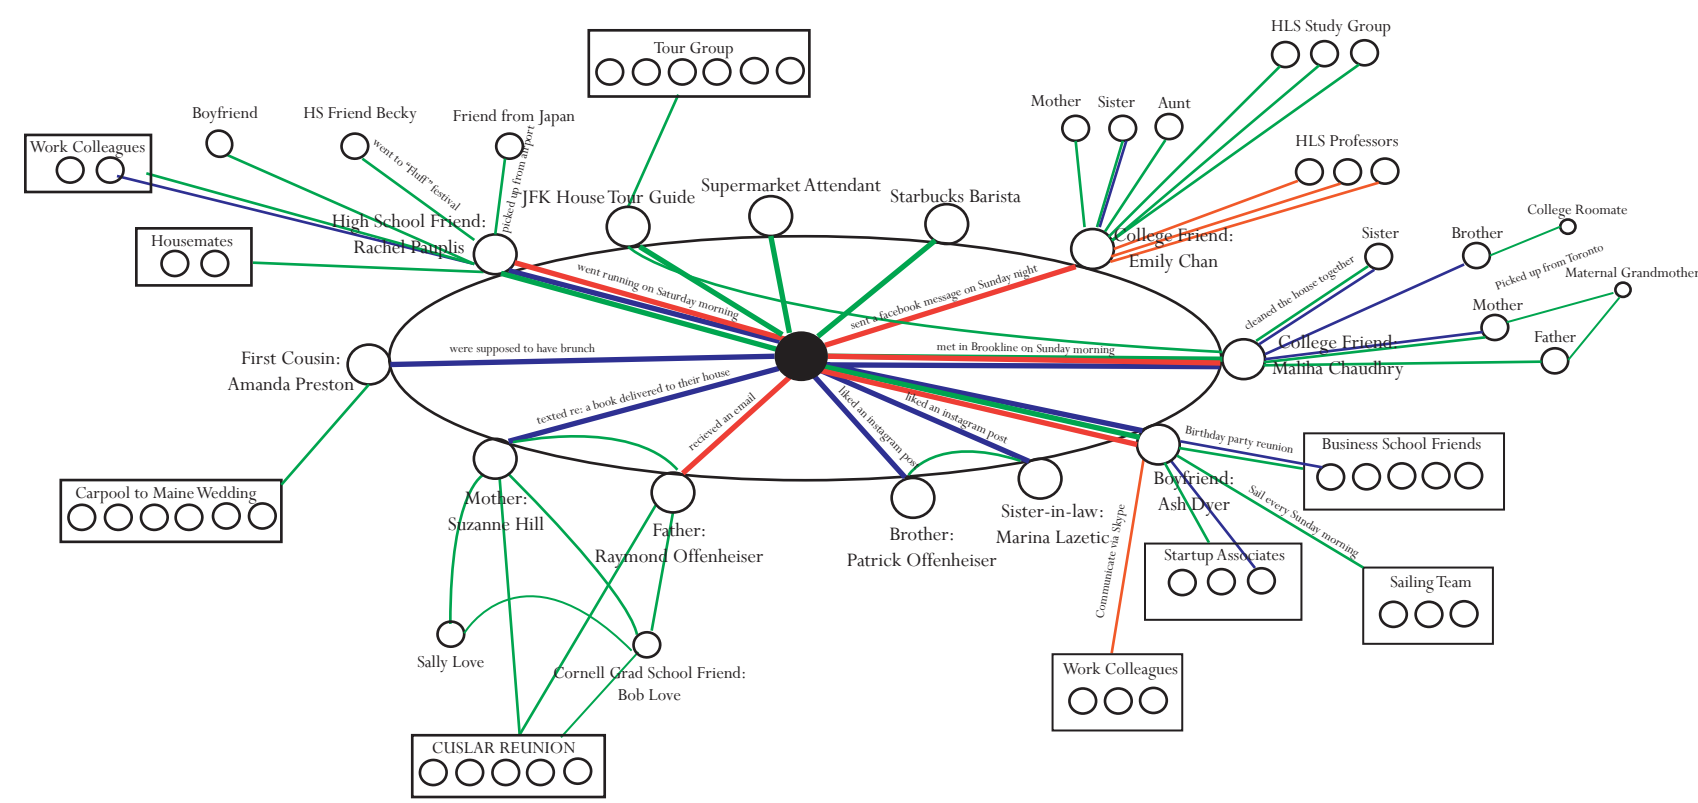 HLS Study Group
Tour Group
Mother
Sister
Aunt
Boyfriend
HS Friend Becky
Friend from Japan
Work Colleagues
went to "Fluff" festival
picked up from airport
HLS Professors
JFK House Tour Guide
Supermarket Attendant
Starbucks Barista
High School Friend:
Rachel Pauplis
College Friend:
Emily Chan
College Roomate
Sister
Brother
Housemates
Picked up from Toronto
Maternal Grandmother
went running on Saturday morning
sent a facebook message on Sunday night
cleaned the house together
Mother
Father
First Cousin:
Amanda Preston
were supposed to have brunch
met in Brookline on Sunday morning
College Friend:
Maliha Chaudhry
texted re: a book delivered to their house
recieved an email
liked an instagram post
liked an instagram post
Birthday party reunion
Business School Friends
Carpool to Maine Wedding
Mother:
Suzanne Hill
Father:
Raymond Offenheiser
Brother:
Patrick Offenheiser
Sister-in-law:
Marina Lazetic
Boyfriend:
Ash Dyer
Sail every Sunday morning
Communicate via Skype
Startup Associates
Sailing Team
Sally Love
Cornell Grad School Friend:
Bob Love
Work Colleagues
CUSLAR REUNION